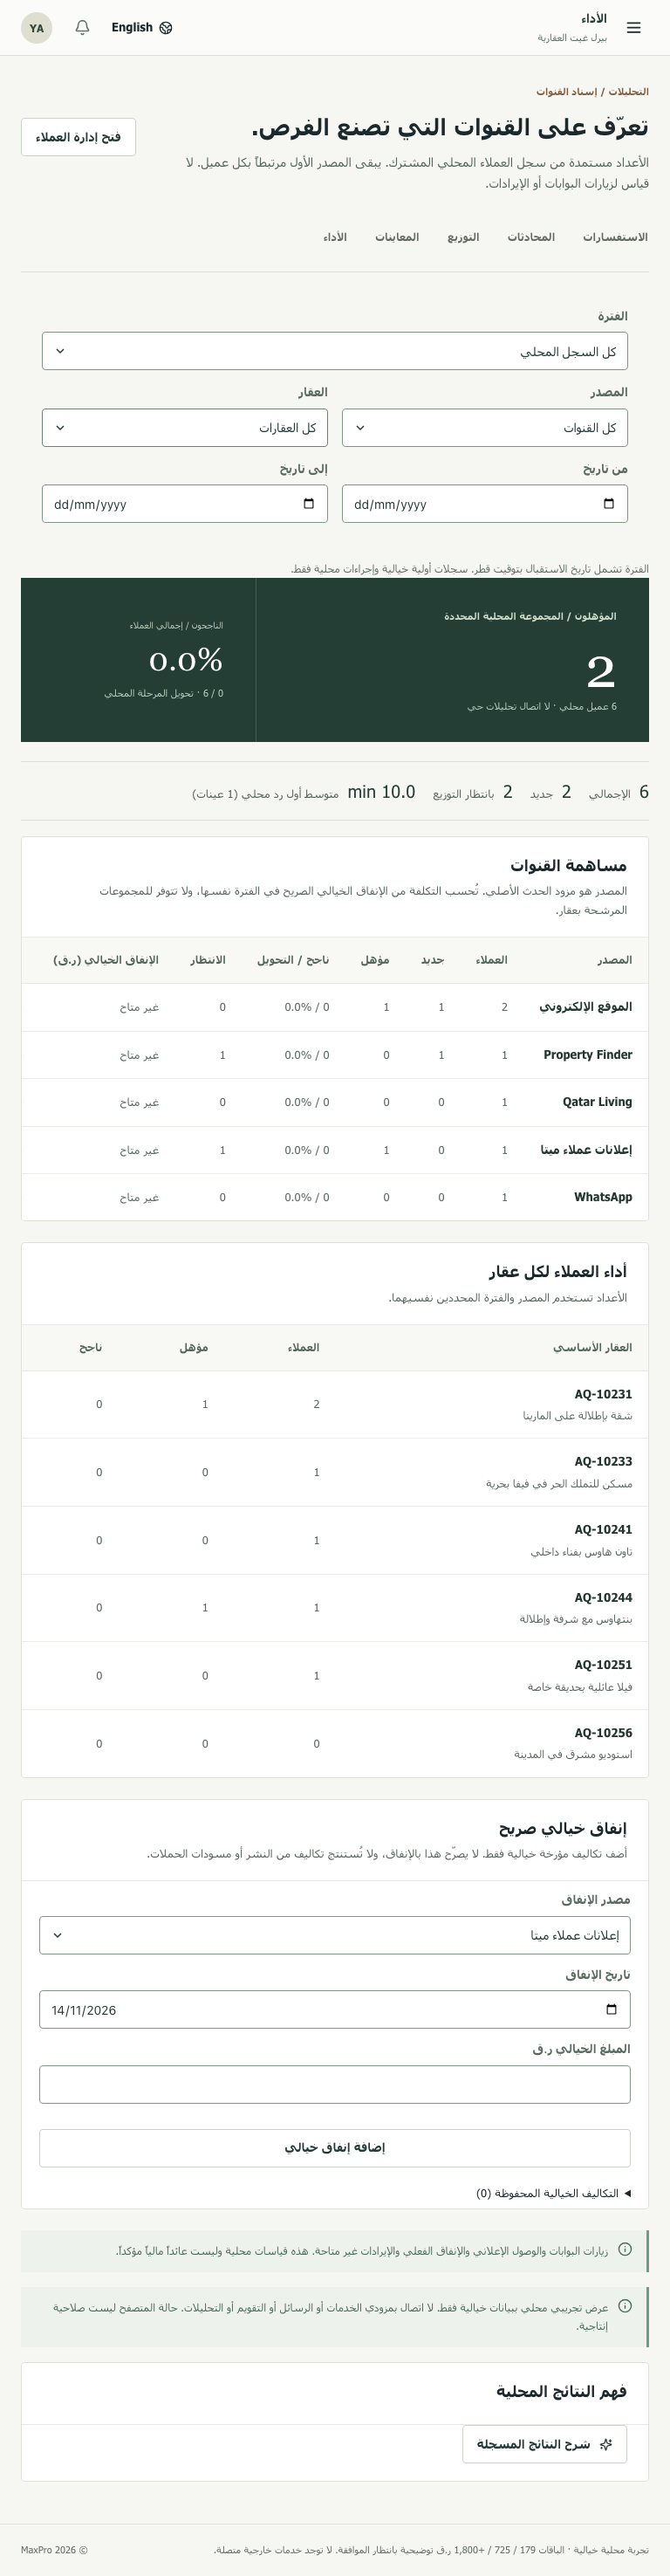 الأداء
بيرل غيت العقارية
English
YA
التحليلات / إسناد القنوات
تعرّف على القنوات التي تصنع الفرص.
فتح إدارة العملاء
الأعداد مستمدة من سجل العملاء المحلي المشترك. يبقى المصدر الأول مرتبطاً بكل عميل. لا
قياس لزيارات البوابات أو الإيرادات.
الاستفسارات المحادثات التوزيع المعاينات الأداء
الفترة
كل السجل المحلي
المصدر العقار
كل القنوات كل العقارات
من تاريخ إلى تاريخ
dd/mm/yyyy dd/mm/yyyy
الفترة تشمل تاريخ الاستقبال بتوقيت قطر. سجلات أولية خيالية وإجراءات محلية فقط.
المؤهلون / المجموعة المحلية المحددة
2
6 عميل محلي · لا اتصال تحليلات حي
الناجحون / إجمالي العملاء
0.0%
0 / 6 · تحويل المرحلة المحلي
6 الإجمالي 2 جديد 2 بانتظار التوزيع 10.0 min متوسط أول رد محلي (1 عينات)
مساهمة القنوات
المصدر هو مزود الحدث الأصلي. تُحسب التكلفة من الإنفاق الخيالي الصريح في الفترة نفسها، ولا تتوفر للمجموعات
المرشحة بعقار.
المصدر العملاء جديد مؤهل ناجح / التحويل الانتظار الإنفاق الخيالي (ر.ق)
الموقع الإلكتروني 2 1 1 0 / 0.0% 0 غير متاح
Property Finder 1 1 0 0 / 0.0% 1 غير متاح
Qatar Living 1 0 0 0 / 0.0% 0 غير متاح
إعلانات عملاء ميتا 1 0 1 0 / 0.0% 1 غير متاح
WhatsApp 1 0 0 0 / 0.0% 0 غير متاح
أداء العملاء لكل عقار
الأعداد تستخدم المصدر والفترة المحددين نفسيهما.
العقار الأساسي العملاء مؤهل ناجح
AQ-10231 2 1 0
شقة بإطلالة على المارينا
AQ-10233 1 0 0
مسكن للتملك الحر في فيفا بحرية
AQ-10241 1 0 0
تاون هاوس بفناء داخلي
AQ-10244 1 1 0
بنتهاوس مع شرفة وإطلالة
AQ-10251 1 0 0
فيلا عائلية بحديقة خاصة
AQ-10256 0 0 0
استوديو مشرق في المدينة
إنفاق خيالي صريح
أضف تكاليف مؤرخة خيالية فقط. لا يصرّح هذا بالإنفاق، ولا تُستنتج تكاليف من النشر أو مسودات الحملات.
مصدر الإنفاق
إعلانات عملاء ميتا
تاريخ الإنفاق
14/11/2026
المبلغ الخيالي ر.ق
إضافة إنفاق خيالي
التكاليف الخيالية المحفوظة (0)
زيارات البوابات والوصول الإعلاني والإنفاق الفعلي والإيرادات غير متاحة. هذه قياسات محلية وليست عائداً مالياً مؤكداً.
عرض تجريبي محلي ببيانات خيالية فقط. لا اتصال بمزودي الخدمات أو الرسائل أو التقويم أو التحليلات. حالة المتصفح ليست صلاحية
إنتاجية.
فهم النتائج المحلية
شرح النتائج المسجلة
تجربة محلية خيالية · الباقات 179 / 725 / +1,800 ر.ق توضيحية بانتظار الموافقة. لا توجد خدمات خارجية متصلة.
© 2026 MaxPro